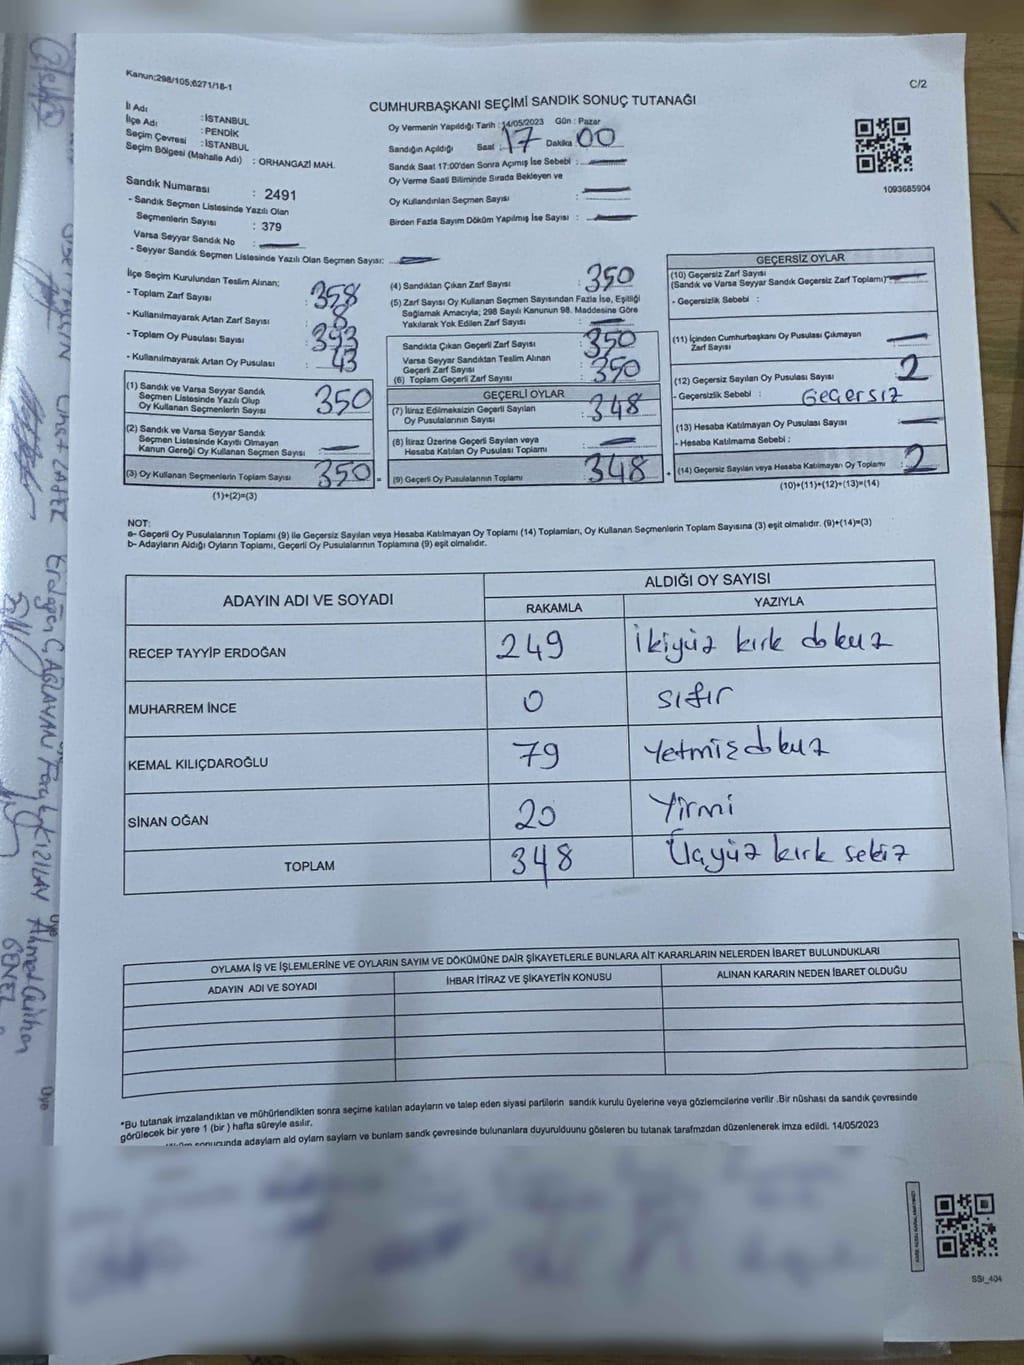 Kanun;298/105;6271/18-1
C/2
CUMHURBAŞKANI SEÇİMİ SANDIK SONUÇ TUTANAĞI
İl Adı : İSTANBUL
İlçe Adı : PENDİK
Seçim Çevresi : İSTANBUL
Seçim Bölgesi (Mahalle Adı) : ORHANGAZİ MAH.
Sandık Numarası : 2491
- Sandık Seçmen Listesinde Yazılı Olan
Seçmenlerin Sayısı : 379
Varsa Seyyar Sandık No :
- Seyyar Sandık Seçmen Listesinde Yazılı Olan Seçmen Sayısı:
Oy Vermenin Yapıldığı Tarih : 14/05/2023 Gün : Pazar
Sandığın Açıldığı Saat : 17 Dakika : 00
Sandık Saat 17:00'den Sonra Açımış İse Sebebi :
Oy Verme Saati Bitiminde Sırada Bekleyen ve
Oy Kullandırılan Seçmen Sayısı :
Birden Fazla Sayım Döküm Yapılmış İse Sayısı :
1093685904
İlçe Seçim Kurulundan Teslim Alınan;
- Toplam Zarf Sayısı : 358
- Kullanılmayarak Artan Zarf Sayısı : 8
- Toplam Oy Pusulası Sayısı : 393
- Kullanılmayarak Artan Oy Pusulası : 43
(1) Sandık ve Varsa Seyyar Sandık
Seçmen Listesinde Yazılı Olup
Oy Kullanan Seçmenlerin Sayısı : 350
(2) Sandık ve Varsa Seyyar Sandık
Seçmen Listesinde Kayıtlı Olmayan
Kanun Gereği Oy Kullanan Seçmen Sayısı :
(3) Oy Kullanan Seçmenlerin Toplam Sayısı : 350 =
(1)+(2)=(3)
(4) Sandıktan Çıkan Zarf Sayısı : 350
(5) Zarf Sayısı Oy Kullanan Seçmen Sayısından Fazla İse, Eşitliği
Sağlamak Amacıyla; 298 Sayılı Kanunun 98. Maddesine Göre
Yakılarak Yok Edilen Zarf Sayısı :
Sandıkta Çıkan Geçerli Zarf Sayısı : 350
Varsa Seyyar Sandıktan Teslim Alınan
Geçerli Zarf Sayısı :
(6) Toplam Geçerli Zarf Sayısı : 350
GEÇERLİ OYLAR
(7) İtiraz Edilmeksizin Geçerli Sayılan
Oy Pusulalarının Sayısı : 348
(8) İtiraz Üzerine Geçerli Sayılan veya
Hesaba Katılan Oy Pusulası Toplamı :
(9) Geçerli Oy Pusulalarının Toplamı : 348 +
GEÇERSİZ OYLAR
(10) Geçersiz Zarf Sayısı
(Sandık ve Varsa Seyyar Sandık Geçersiz Zarf Toplamı) :
- Geçersizlik Sebebi :
(11) İçinden Cumhurbaşkanı Oy Pusulası Çıkmayan
Zarf Sayısı :
(12) Geçersiz Sayılan Oy Pusulası Sayısı : 2
- Geçersizlik Sebebi : Geçersiz
(13) Hesaba Katılmayan Oy Pusulası Sayısı :
- Hesaba Katılmama Sebebi :
(14) Geçersiz Sayılan veya Hesaba Katılmayan Oy Toplamı : 2
(10)+(11)+(12)+(13)=(14)
NOT:
a- Geçerli Oy Pusulalarının Toplamı (9) ile Geçersiz Sayılan veya Hesaba Katılmayan Oy Toplamı (14) Toplamları, Oy Kullanan Seçmenlerin Toplam Sayısına (3) eşit olmalıdır. (9)+(14)=(3)
b- Adayların Aldığı Oyların Toplamı, Geçerli Oy Pusulalarının Toplamına (9) eşit olmalıdır.
ADAYIN ADI VE SOYADI
ALDIĞI OY SAYISI
RAKAMLA YAZIYLA
RECEP TAYYİP ERDOĞAN 249 İkiyüz kırk dokuz
MUHARREM İNCE 0 sıfır
KEMAL KILIÇDAROĞLU 79 Yetmiş dokuz
SİNAN OĞAN 20 Yirmi
TOPLAM 348 Üçyüz kırk sekiz
OYLAMA İŞ VE İŞLEMLERİNE VE OYLARIN SAYIM VE DÖKÜMÜNE DAİR ŞİKAYETLERLE BUNLARA AİT KARARLARIN NELERDEN İBARET BULUNDUKLARI
ADAYIN ADI VE SOYADI İHBAR İTİRAZ VE ŞİKAYETİN KONUSU ALINAN KARARIN NEDEN İBARET OLDUĞU
*Bu tutanak imzalandıktan ve mühürlendikten sonra seçime katılan adayların ve talep eden siyasi partilerin sandık kurulu üyelerine veya gözlemcilerine verilir .Bir nüshası da sandık çevresinde
görülecek bir yere 1 (bir ) hafta süreyle asılır.
sonucunda adaylarn ald oylarn saylarn ve bunlarn sandk çevresinde bulunanlara duyurulduunu gösteren bu tutanak tarafmzdan düzenlenerek imza edildi. 14/05/2023
SSI_404
Üye
Üye